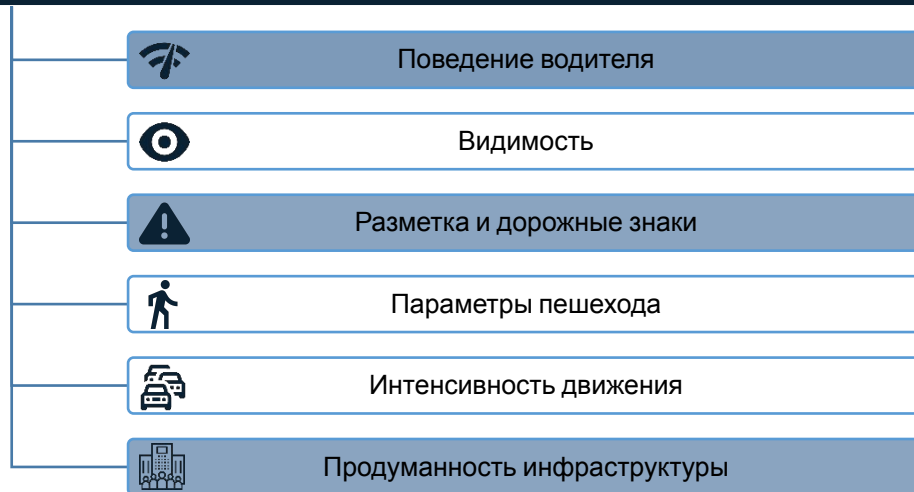 Поведение водителя
Видимость
Разметка и дорожные знаки
Параметры пешехода
Интенсивность движения
Продуманность инфраструктуры